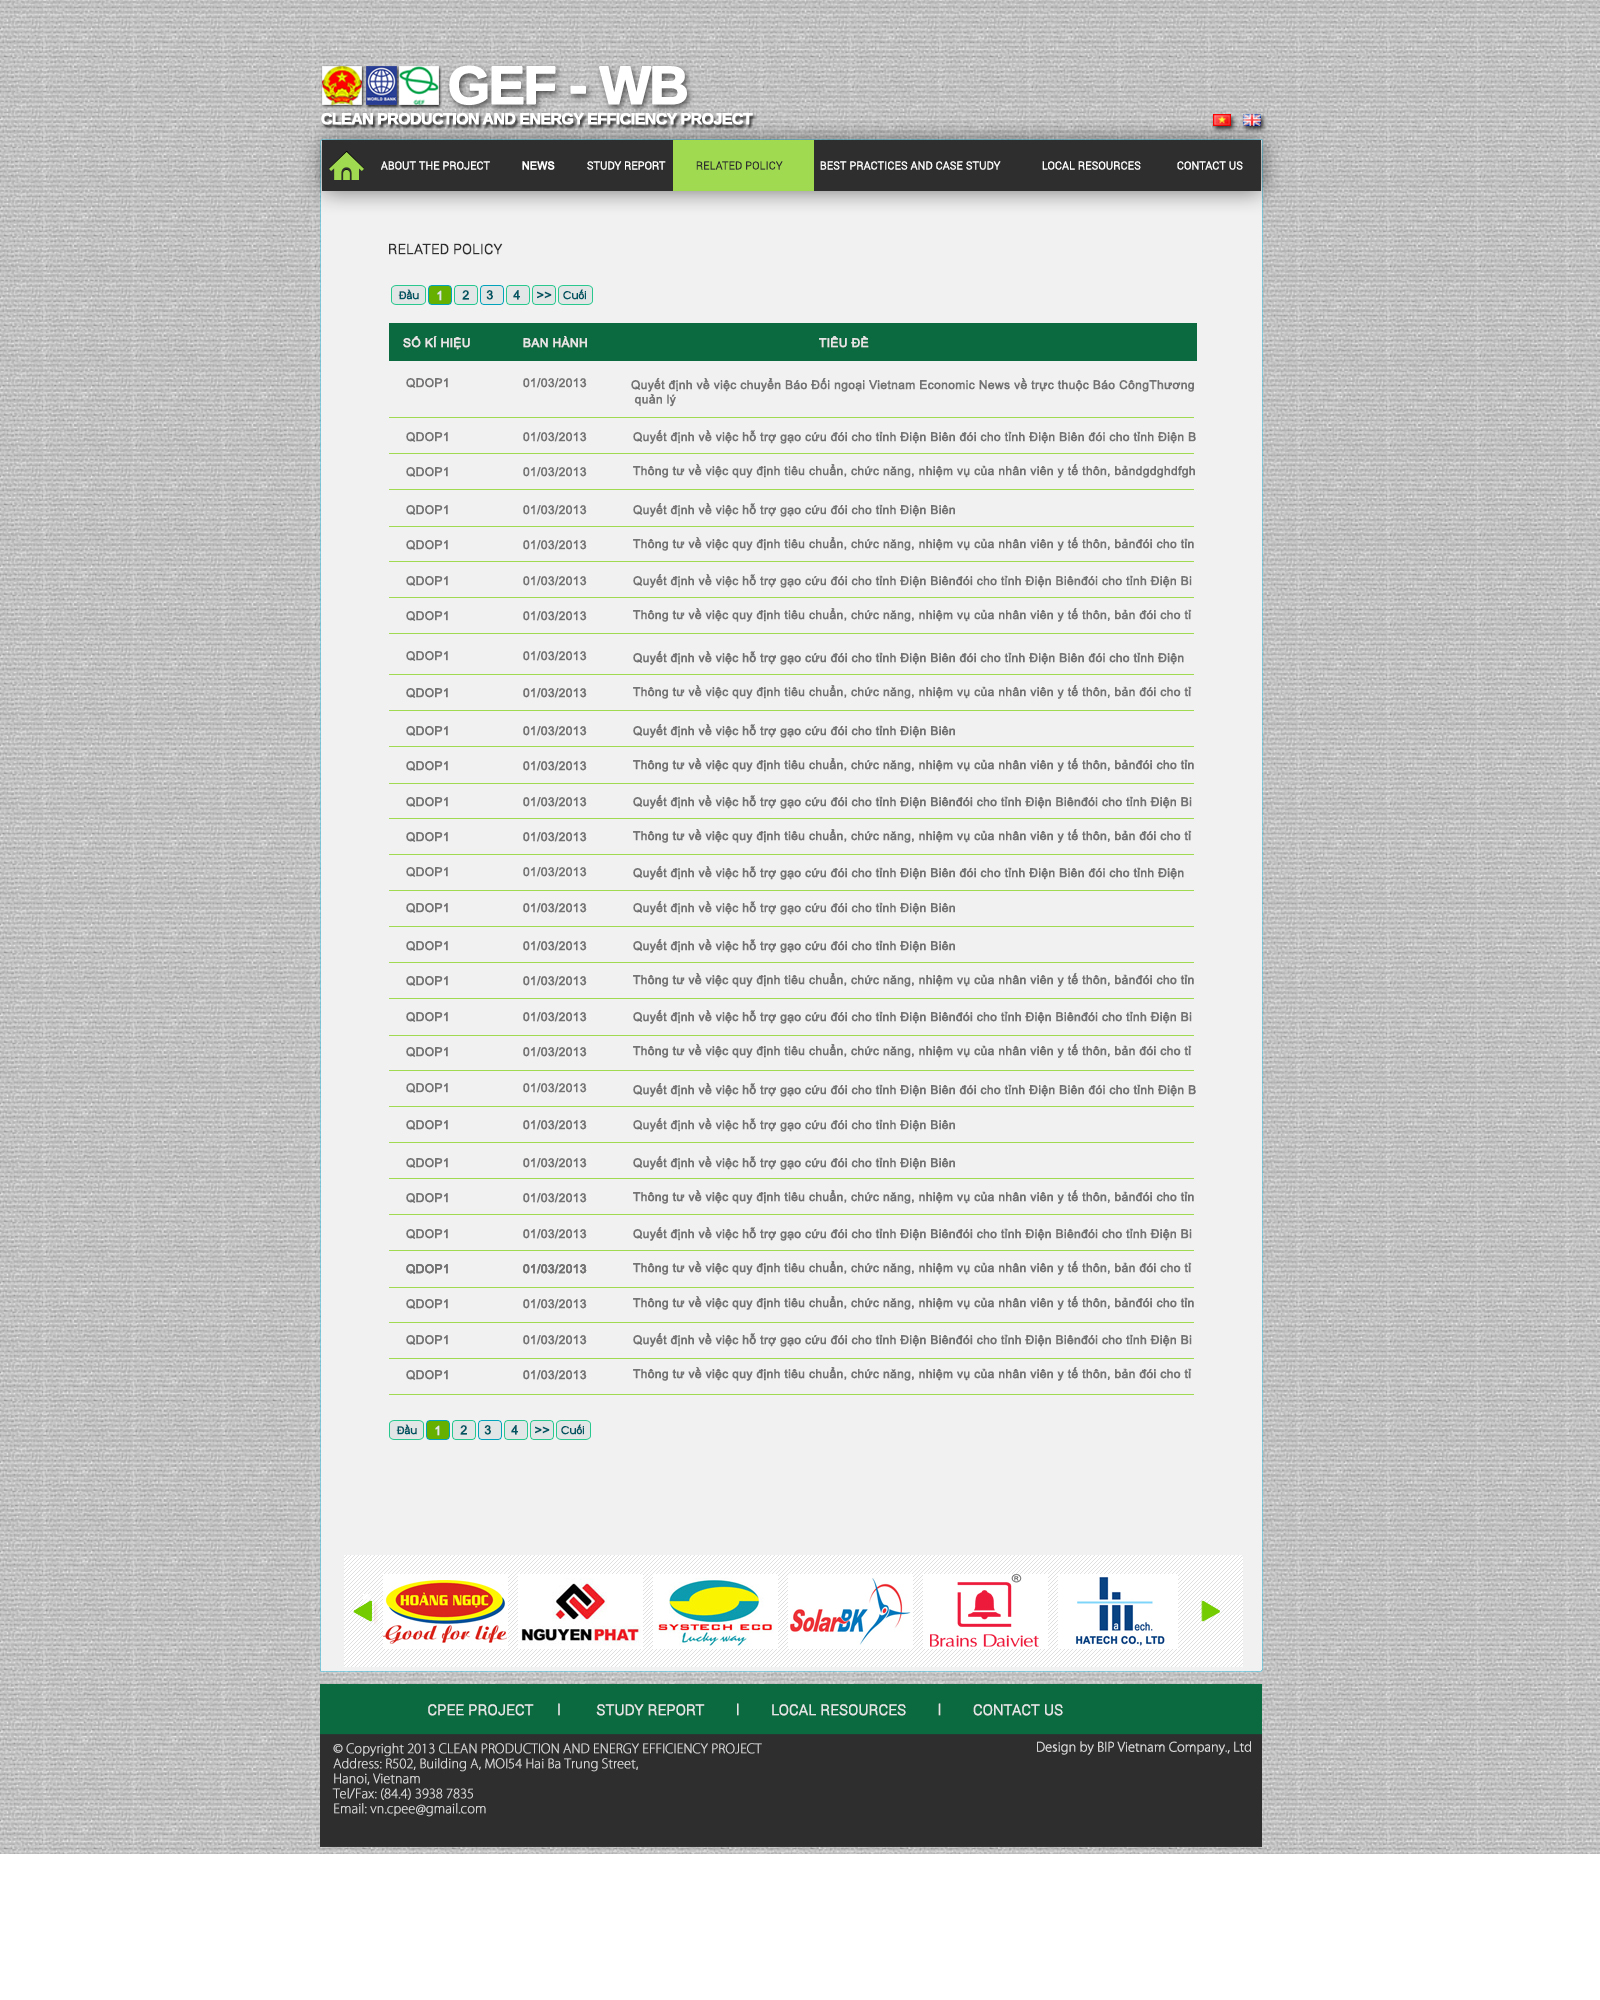 GEF - WB
WORLD BANK
GEF
CLEAN PRODUCTION AND ENERGY EFFICIENCY PROJECT
ABOUT THE PROJECT NEWS STUDY REPORT RELATED POLICY BEST PRACTICES AND CASE STUDY LOCAL RESOURCES CONTACT US
RELATED POLICY
Đầu 1 2 3 4 >> Cuối
SỐ KÍ HIỆU BAN HÀNH TIÊU ĐỀ
QDOP1 01/03/2013 Quyết định về việc chuyển Báo Đối ngoại Vietnam Economic News về trực thuộc Báo CôngThương
quản lý
QDOP1 01/03/2013 Quyết định về việc hỗ trợ gạo cứu đói cho tỉnh Điện Biên đói cho tỉnh Điện Biên đói cho tỉnh Điện B
QDOP1 01/03/2013 Thông tư về việc quy định tiêu chuẩn, chức năng, nhiệm vụ của nhân viên y tế thôn, bảndgdghdfgh
QDOP1 01/03/2013 Quyết định về việc hỗ trợ gạo cứu đói cho tỉnh Điện Biên
QDOP1 01/03/2013 Thông tư về việc quy định tiêu chuẩn, chức năng, nhiệm vụ của nhân viên y tế thôn, bảnđói cho tỉn
QDOP1 01/03/2013 Quyết định về việc hỗ trợ gạo cứu đói cho tỉnh Điện Biênđói cho tỉnh Điện Biênđói cho tỉnh Điện Bi
QDOP1 01/03/2013 Thông tư về việc quy định tiêu chuẩn, chức năng, nhiệm vụ của nhân viên y tế thôn, bản đói cho tỉ
QDOP1 01/03/2013 Quyết định về việc hỗ trợ gạo cứu đói cho tỉnh Điện Biên đói cho tỉnh Điện Biên đói cho tỉnh Điện
QDOP1 01/03/2013 Thông tư về việc quy định tiêu chuẩn, chức năng, nhiệm vụ của nhân viên y tế thôn, bản đói cho tỉ
QDOP1 01/03/2013 Quyết định về việc hỗ trợ gạo cứu đói cho tỉnh Điện Biên
QDOP1 01/03/2013 Thông tư về việc quy định tiêu chuẩn, chức năng, nhiệm vụ của nhân viên y tế thôn, bảnđói cho tỉn
QDOP1 01/03/2013 Quyết định về việc hỗ trợ gạo cứu đói cho tỉnh Điện Biênđói cho tỉnh Điện Biênđói cho tỉnh Điện Bi
QDOP1 01/03/2013 Thông tư về việc quy định tiêu chuẩn, chức năng, nhiệm vụ của nhân viên y tế thôn, bản đói cho tỉ
QDOP1 01/03/2013 Quyết định về việc hỗ trợ gạo cứu đói cho tỉnh Điện Biên đói cho tỉnh Điện Biên đói cho tỉnh Điện
QDOP1 01/03/2013 Quyết định về việc hỗ trợ gạo cứu đói cho tỉnh Điện Biên
QDOP1 01/03/2013 Quyết định về việc hỗ trợ gạo cứu đói cho tỉnh Điện Biên
QDOP1 01/03/2013 Thông tư về việc quy định tiêu chuẩn, chức năng, nhiệm vụ của nhân viên y tế thôn, bảnđói cho tỉn
QDOP1 01/03/2013 Quyết định về việc hỗ trợ gạo cứu đói cho tỉnh Điện Biênđói cho tỉnh Điện Biênđói cho tỉnh Điện Bi
QDOP1 01/03/2013 Thông tư về việc quy định tiêu chuẩn, chức năng, nhiệm vụ của nhân viên y tế thôn, bản đói cho tỉ
QDOP1 01/03/2013 Quyết định về việc hỗ trợ gạo cứu đói cho tỉnh Điện Biên đói cho tỉnh Điện Biên đói cho tỉnh Điện B
QDOP1 01/03/2013 Quyết định về việc hỗ trợ gạo cứu đói cho tỉnh Điện Biên
QDOP1 01/03/2013 Quyết định về việc hỗ trợ gạo cứu đói cho tỉnh Điện Biên
QDOP1 01/03/2013 Thông tư về việc quy định tiêu chuẩn, chức năng, nhiệm vụ của nhân viên y tế thôn, bảnđói cho tỉn
QDOP1 01/03/2013 Quyết định về việc hỗ trợ gạo cứu đói cho tỉnh Điện Biênđói cho tỉnh Điện Biênđói cho tỉnh Điện Bi
QDOP1 01/03/2013 Thông tư về việc quy định tiêu chuẩn, chức năng, nhiệm vụ của nhân viên y tế thôn, bản đói cho tỉ
QDOP1 01/03/2013 Thông tư về việc quy định tiêu chuẩn, chức năng, nhiệm vụ của nhân viên y tế thôn, bảnđói cho tỉn
QDOP1 01/03/2013 Quyết định về việc hỗ trợ gạo cứu đói cho tỉnh Điện Biênđói cho tỉnh Điện Biênđói cho tỉnh Điện Bi
QDOP1 01/03/2013 Thông tư về việc quy định tiêu chuẩn, chức năng, nhiệm vụ của nhân viên y tế thôn, bản đói cho tỉ
Đầu 1 2 3 4 >> Cuối
HOÀNG NGỌC
Good for life
NGUYEN PHAT
SYSTECH ECO
Lucky way
SolarBK
®
Brains Daiviet
Hatech.
HATECH CO., LTD
CPEE PROJECT | STUDY REPORT | LOCAL RESOURCES | CONTACT US
© Copyright 2013 CLEAN PRODUCTION AND ENERGY EFFICIENCY PROJECT
Design by BIP Vietnam Company., Ltd
Address: R502, Building A, MOI54 Hai Ba Trung Street,
Hanoi, Vietnam
Tel/Fax: (84.4) 3938 7835
Email: vn.cpee@gmail.com